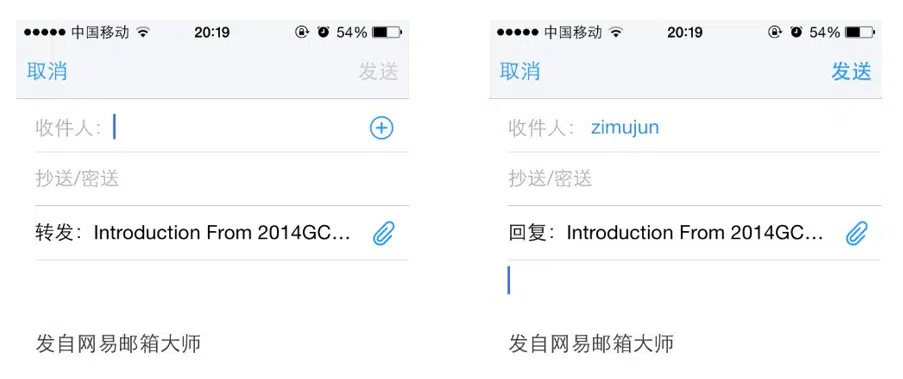 中国移动 20:19 54%
取消 发送
收件人：
抄送/密送
转发：Introduction From 2014GC...
发自网易邮箱大师
中国移动 20:19 54%
取消 发送
收件人： zimujun
抄送/密送
回复：Introduction From 2014GC...
发自网易邮箱大师